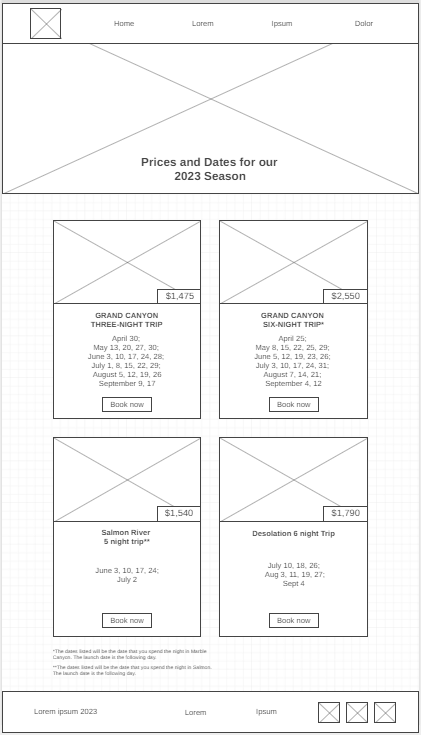 Home Lorem Ipsum Dolor
Prices and Dates for our
2023 Season
$1,475
GRAND CANYON
THREE-NIGHT TRIP
April 30;
May 13, 20, 27, 30;
June 3, 10, 17, 24, 28;
July 1, 8, 15, 22, 29;
August 5, 12, 19, 26
September 9, 17
Book now
$2,550
GRAND CANYON
SIX-NIGHT TRIP*
April 25;
May 8, 15, 22, 25, 29;
June 5, 12, 19, 23, 26;
July 3, 10, 17, 24, 31;
August 7, 14, 21;
September 4, 12
Book now
$1,540
Salmon River
5 night trip**
June 3, 10, 17, 24;
July 2
Book now
$1,790
Desolation 6 night Trip
July 10, 18, 26;
Aug 3, 11, 19, 27;
Sept 4
Book now
*The dates listed will be date that you spend the night in Marble
Canyon. The launch date is the following day.
**The dates listed will be the date that you spend the night in Salmon.
The launch date is the following day.
Lorem ipsum 2023 Lorem Ipsum